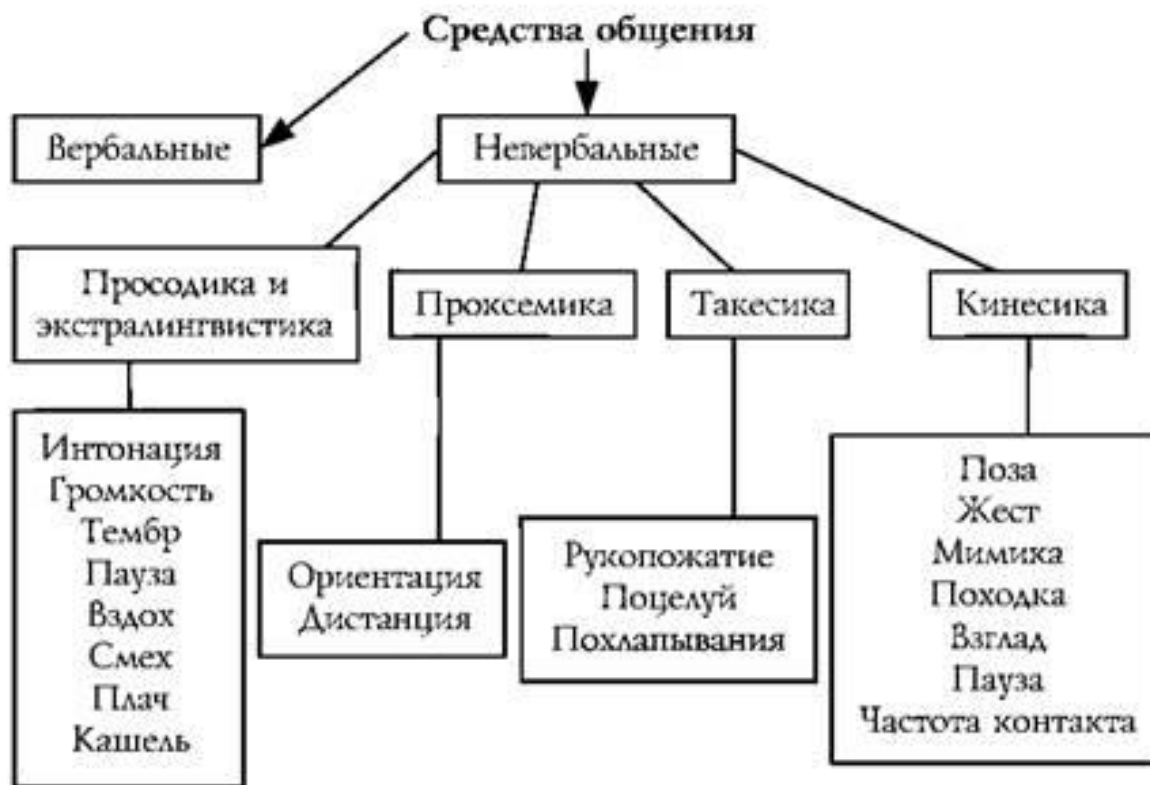 Средства общения
Вербальные
Невербальные
Просодика и
экстралингвистика
Проксемика
Такесика
Кинесика
Интонация
Громкость
Тембр
Пауза
Вздох
Смех
Плач
Кашель
Ориентация
Дистанция
Рукопожатие
Поцелуй
Похлапывания
Поза
Жест
Мимика
Походка
Взглад
Пауза
Частота контакта